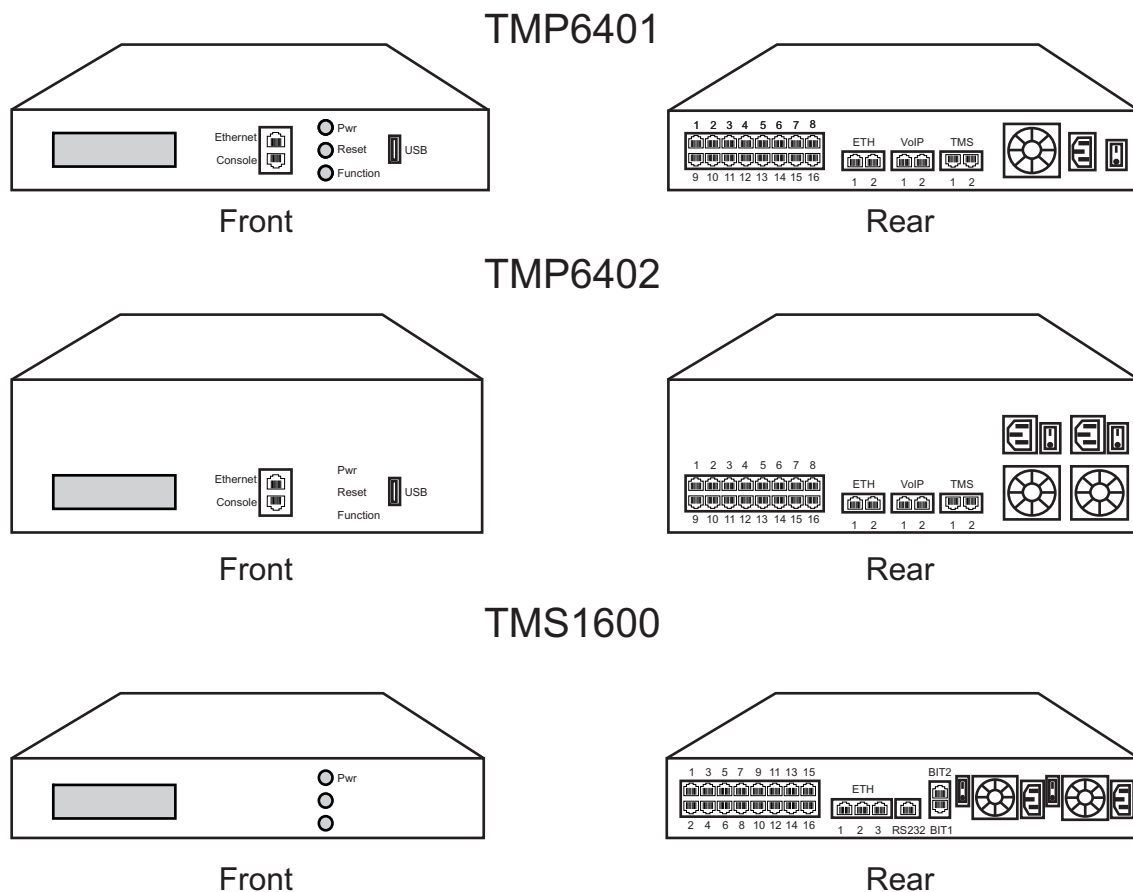 TMP6401
Ethernet
Console
Pwr
Reset
Function
USB
1 2 3 4 5 6 7 8
9 10 11 12 13 14 15 16
ETH VoIP TMS
1 2 1 2 1 2
Front
Rear
TMP6402
Ethernet
Console
Pwr
Reset
Function
USB
1 2 3 4 5 6 7 8
9 10 11 12 13 14 15 16
ETH VoIP TMS
1 2 1 2 1 2
Front
Rear
TMS1600
Pwr
1 3 5 7 9 11 13 15
2 4 6 8 10 12 14 16
ETH
1 2 3 RS232
BIT2
BIT1
Front
Rear